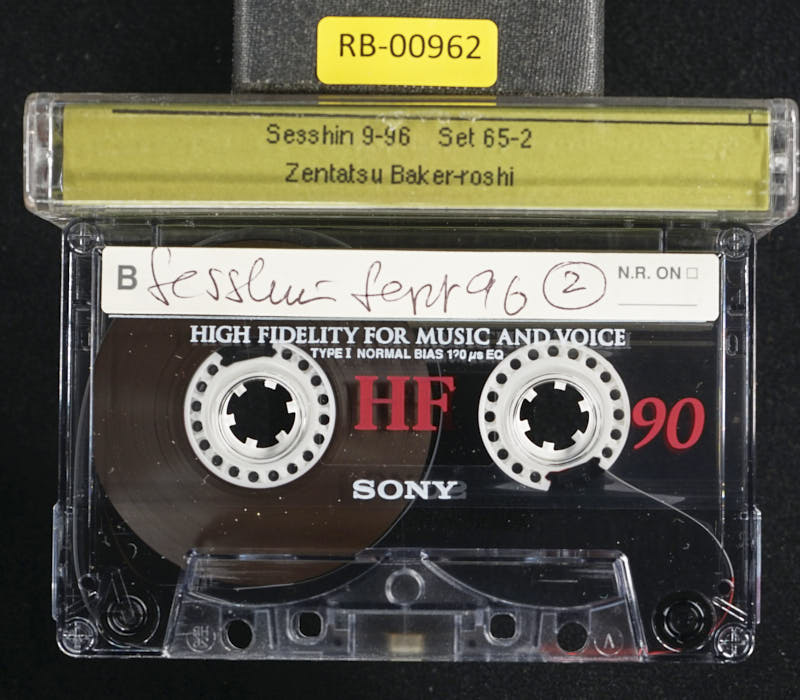 RB-00962
Sesshin 9-96 Set 65-2
Zentatsu Baker-roshi
B Sesshin Sept 96 2 N.R. ON
HIGH FIDELITY FOR MUSIC AND VOICE
TYPE I NORMAL BIAS 120 µs EQ
HF 90
SONY